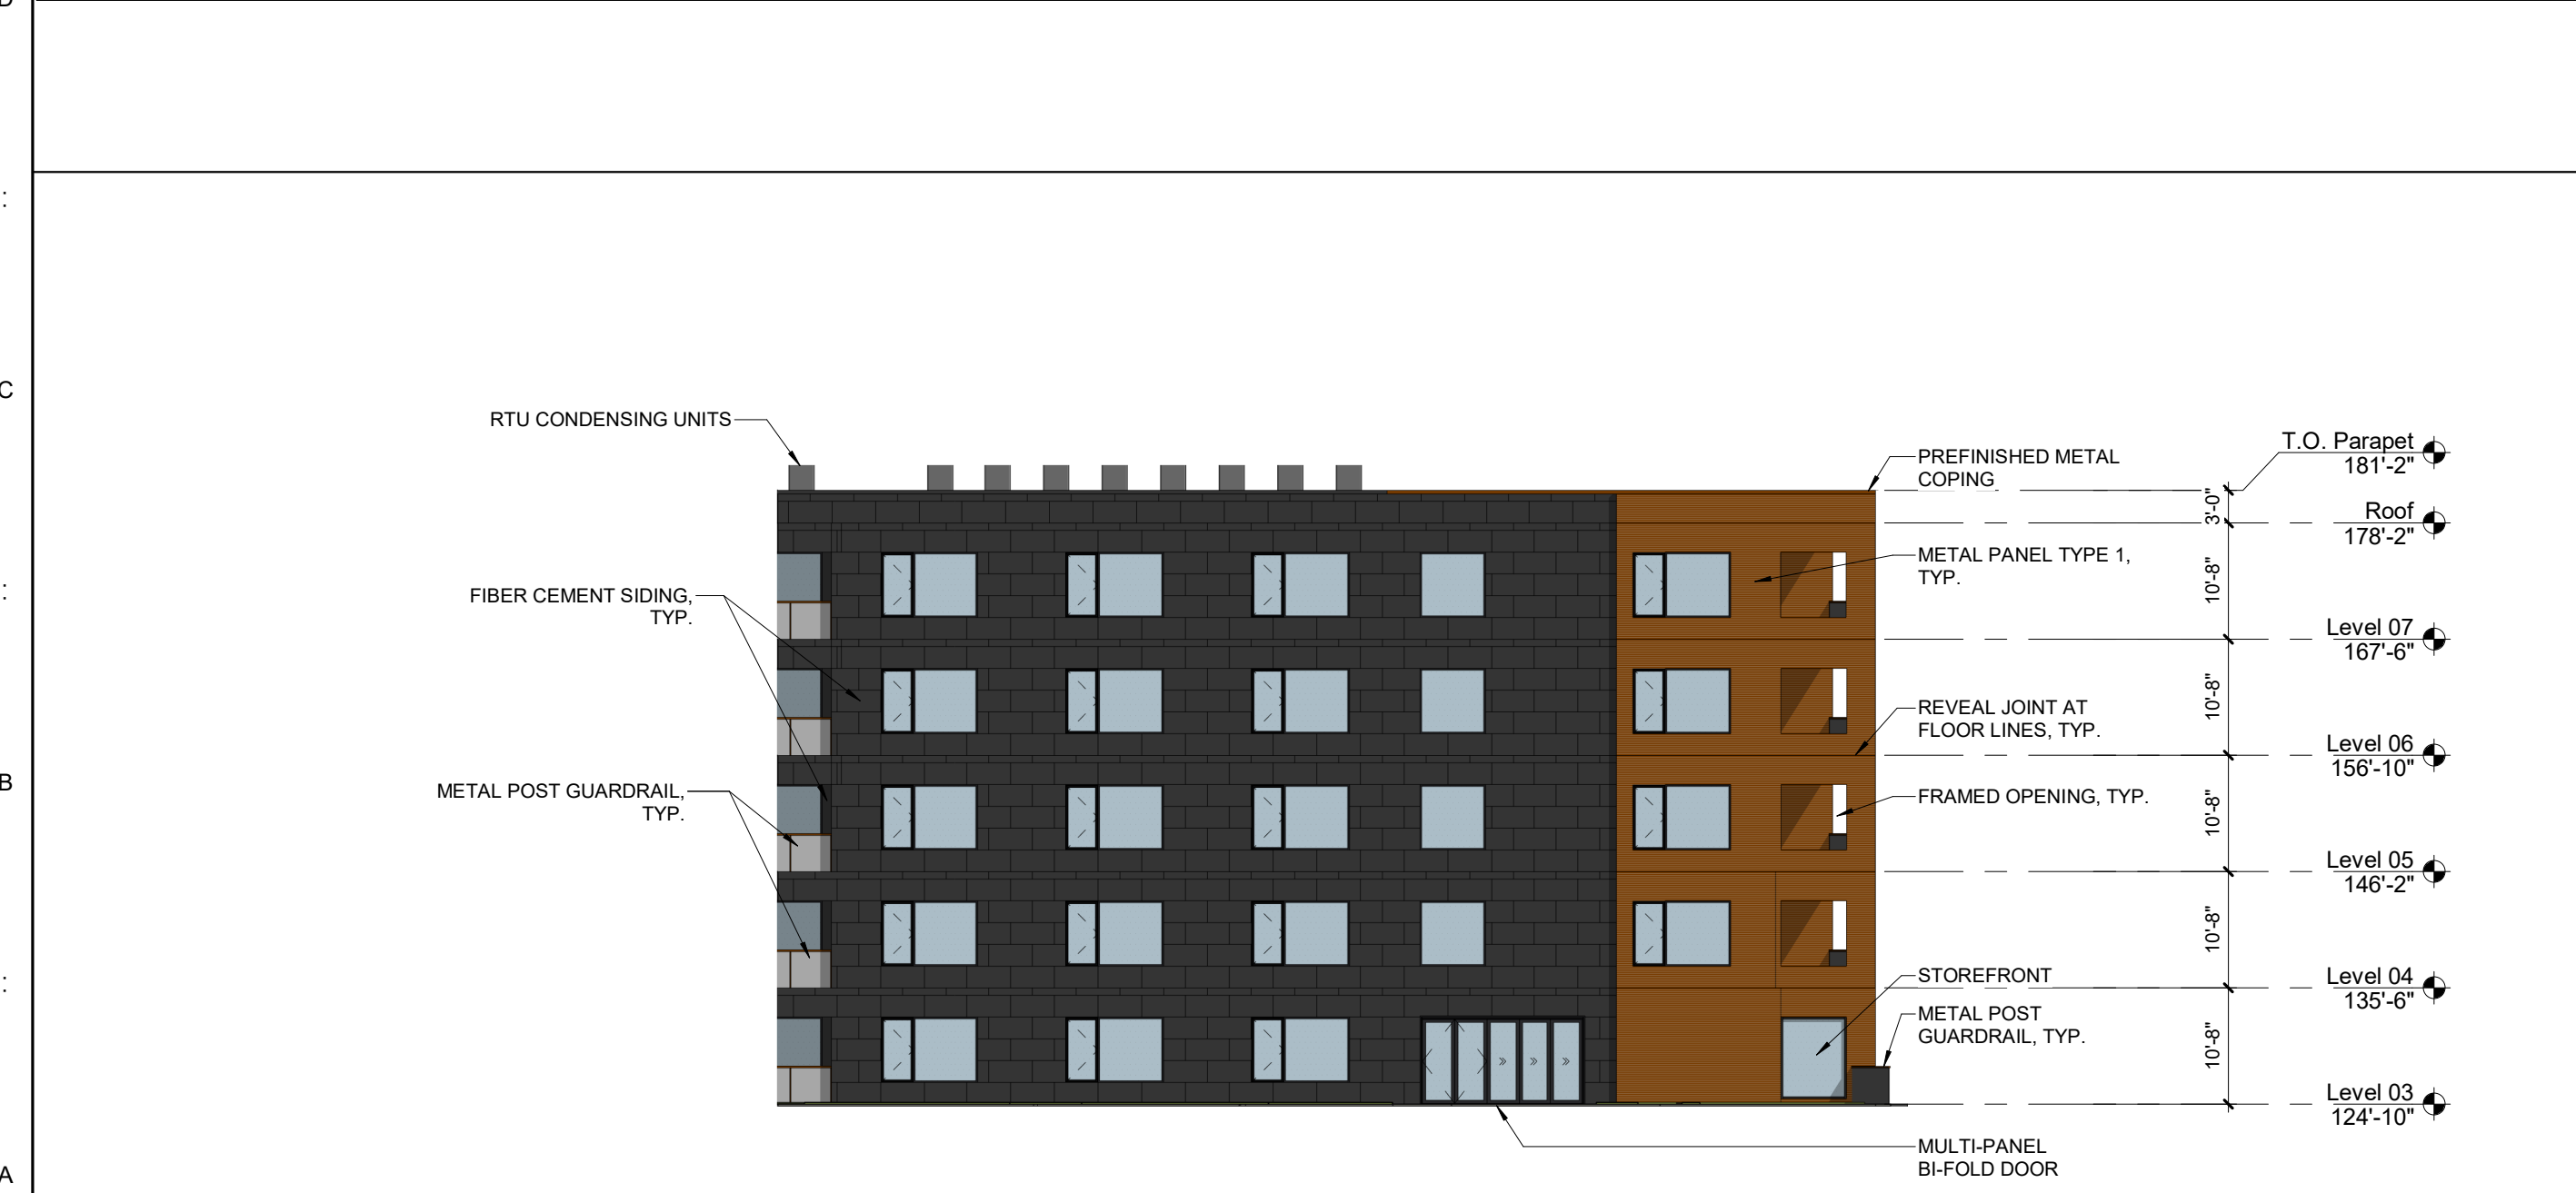 D
C
B
A
RTU CONDENSING UNITS
FIBER CEMENT SIDING,
TYP.
METAL POST GUARDRAIL,
TYP.
PREFINISHED METAL
COPING
METAL PANEL TYPE 1,
TYP.
REVEAL JOINT AT
FLOOR LINES, TYP.
FRAMED OPENING, TYP.
STOREFRONT
METAL POST
GUARDRAIL, TYP.
MULTI-PANEL
BI-FOLD DOOR
3'-0"
10'-8"
10'-8"
10'-8"
10'-8"
10'-8"
T.O. Parapet
181'-2"
Roof
178'-2"
Level 07
167'-6"
Level 06
156'-10"
Level 05
146'-2"
Level 04
135'-6"
Level 03
124'-10"